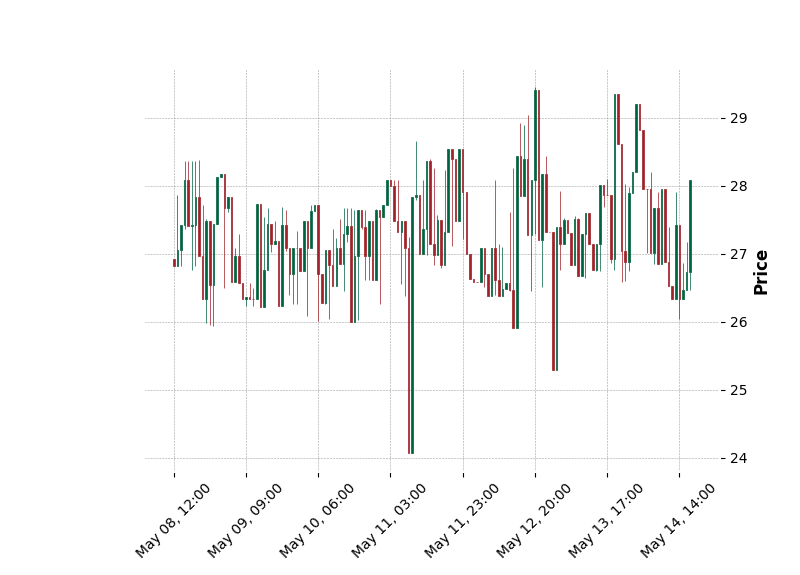 29
28
27
26
25
24
Price
May 08, 12:00
May 09, 09:00
May 10, 06:00
May 11, 03:00
May 11, 23:00
May 12, 20:00
May 13, 17:00
May 14, 14:00